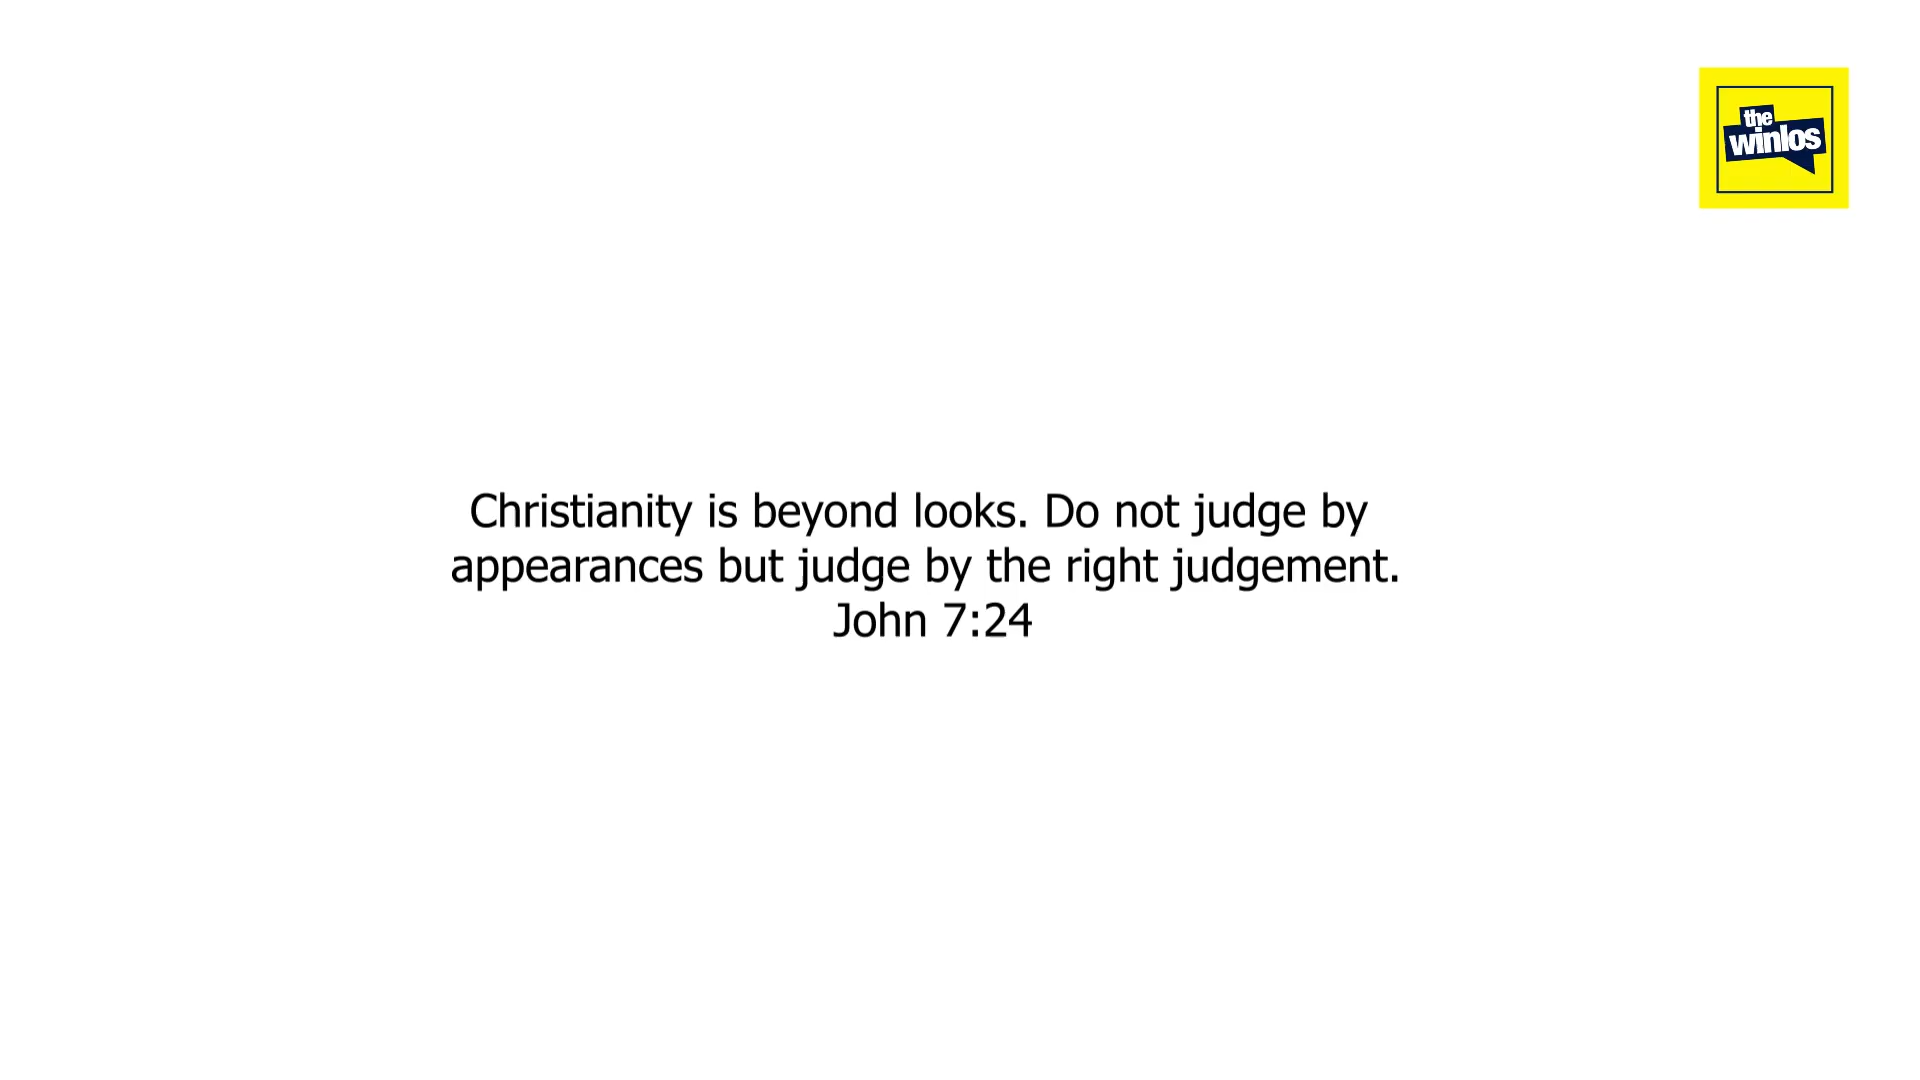 the
winlos
Christianity is beyond looks. Do not judge by
appearances but judge by the right judgement.
John 7:24